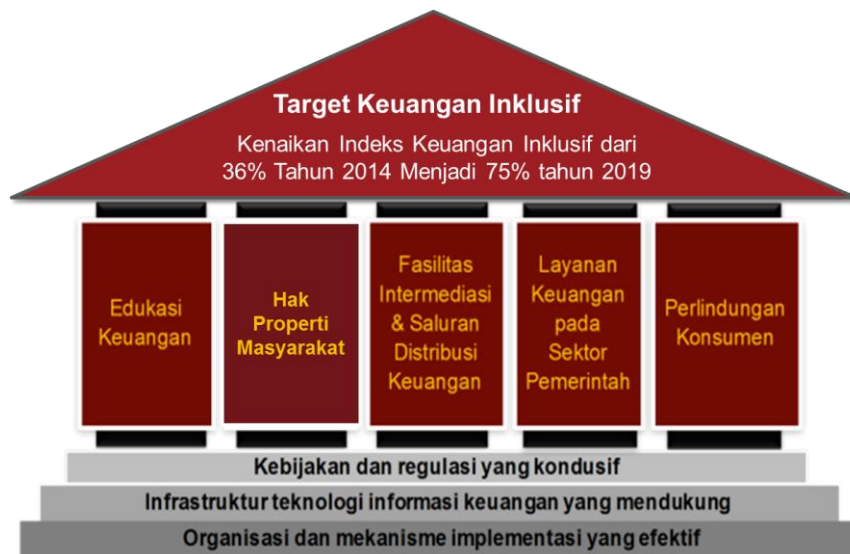 Target Keuangan Inklusif
Kenaikan Indeks Keuangan Inklusif dari
36% Tahun 2014 Menjadi 75% tahun 2019
Edukasi
Keuangan
Hak
Properti
Masyarakat
Fasilitas
Intermediasi
& Saluran
Distribusi
Keuangan
Layanan
Keuangan
pada
Sektor
Pemerintah
Perlindungan
Konsumen
Kebijakan dan regulasi yang kondusif
Infrastruktur teknologi informasi keuangan yang mendukung
Organisasi dan mekanisme implementasi yang efektif